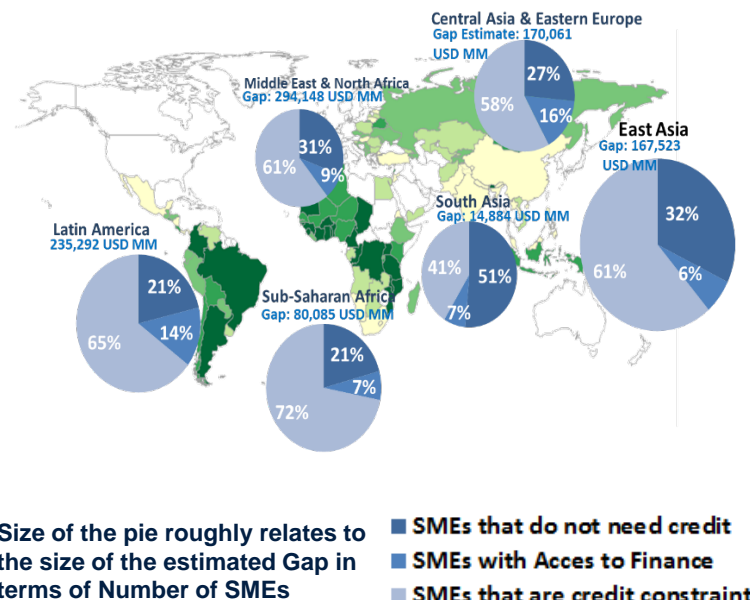 Central Asia & Eastern Europe
Gap Estimate: 170,061
USD MM
27%
58%
16%
Middle East & North Africa
Gap: 294,148 USD MM
31%
61%
9%
East Asia
Gap: 167,523
USD MM
32%
61%
6%
South Asia
Gap: 14,884 USD MM
41%
51%
7%
Latin America
235,292 USD MM
21%
65%
14%
Sub-Saharan Africa
Gap: 80,085 USD MM
21%
7%
72%
Size of the pie roughly relates to
the size of the estimated Gap in
terms of Number of SMEs
SMEs that do not need credit
SMEs with Acces to Finance
SMEs that are credit constraint